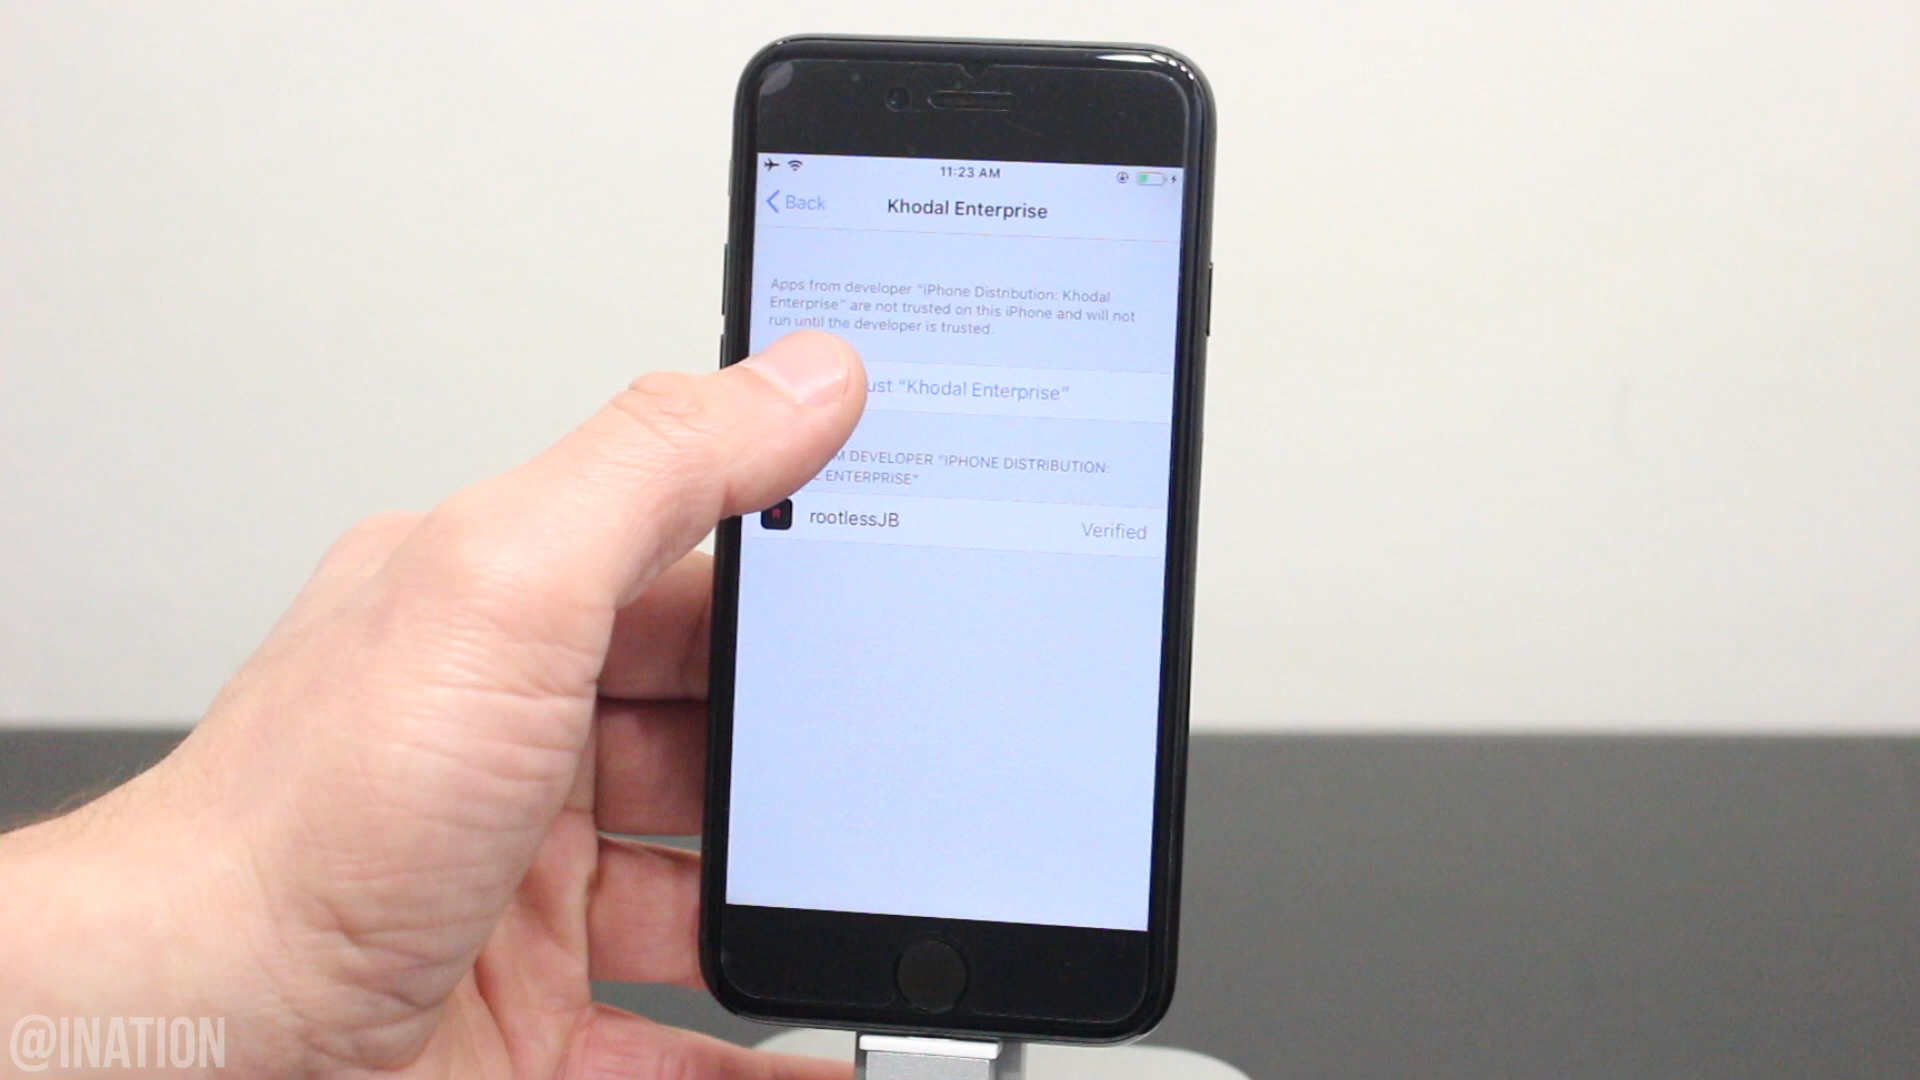 11:23 AM
Back
Khodal Enterprise
Apps from developer "iPhone Distribution: Khodal
Enterprise" are not trusted on this iPhone and will not
run until the developer is trusted.
ust "Khodal Enterprise"
M DEVELOPER "IPHONE DISTRIBUTION:
L ENTERPRISE"
rootlessJB
Verified
@INATION